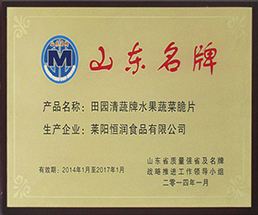 山东名牌
产品名称：田园清蔬牌水果蔬菜脆片
生产企业：莱阳恒润食品有限公司
有效期：2014年1月至2017年1月
山东省质量强省及名牌
战略推进工作领导小组
二〇一四年一月